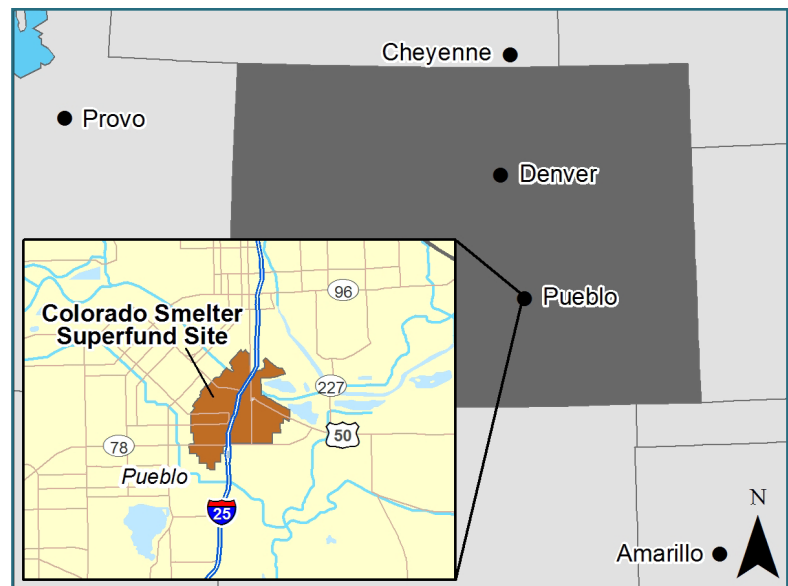 Cheyenne
Provo
Denver
Pueblo
96
Colorado Smelter
Superfund Site
227
50
78
Pueblo
25
N
Amarillo